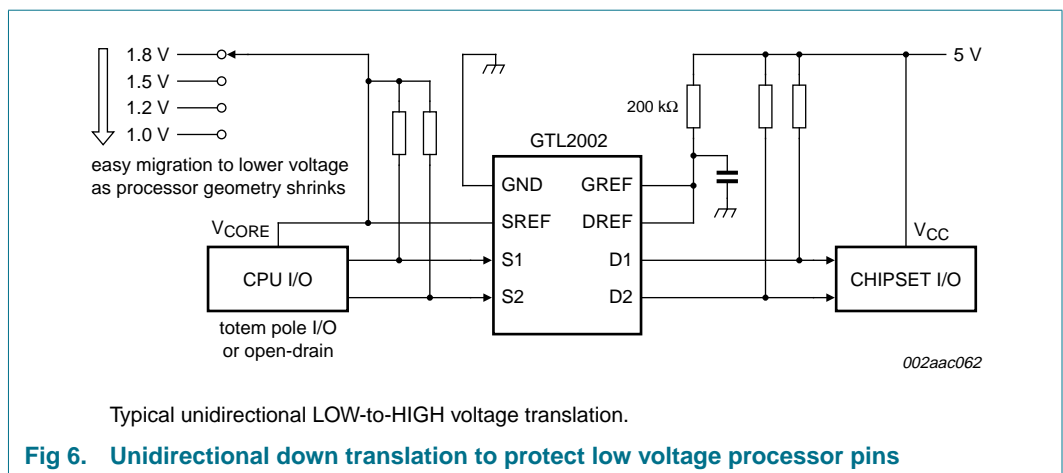 1.8 V
1.5 V
1.2 V
1.0 V
easy migration to lower voltage
as processor geometry shrinks
5 V
200 kΩ
GTL2002
GND
GREF
SREF
DREF
S1
D1
S2
D2
VCORE
CPU I/O
totem pole I/O
or open-drain
VCC
CHIPSET I/O
002aac062
Typical unidirectional LOW-to-HIGH voltage translation.
Fig 6. Unidirectional down translation to protect low voltage processor pins